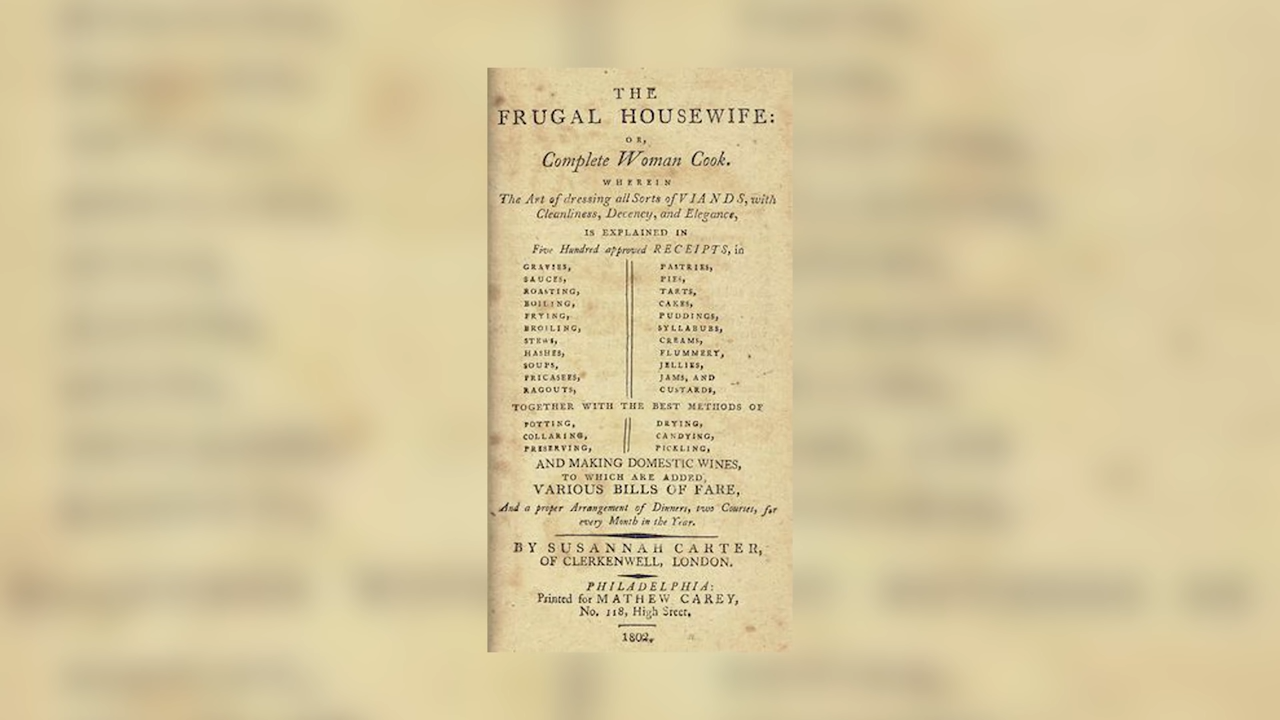 THE
FRUGAL HOUSEWIFE:
OR,
Complete Woman Cook.
WHEREIN
The Art of dressing all Sorts of VIANDS, with
Cleanliness, Decency, and Elegance,
IS EXPLAINED IN
Five Hundred approved RECEIPTS, in
GRAVIES,
SAUCES,
ROASTING,
BOILING,
FRYING,
BROILING,
STEWS,
HASHES,
SOUPS,
FRICASEES,
RAGOUTS,
PASTRIES,
PIES,
TARTS,
CAKES,
PUDDINGS,
SYLLABUBS,
CREAMS,
FLUMMERY,
JELLIES,
JAMS, AND
CUSTARDS,
TOGETHER WITH THE BEST METHODS OF
POTTING,
COLLARING,
PRESERVING,
DRYING,
CANDYING,
PICKLING,
AND MAKING DOMESTIC WINES,
TO WHICH ARE ADDED,
VARIOUS BILLS OF FARE,
And a proper Arrangement of Dinners, two Courses, for
every Month in the Year.
BY SUSANNAH CARTER,
OF CLERKENWELL, LONDON.
PHILADELPHIA:
Printed for MATHEW CAREY,
No. 118, High Sreet,
1802.